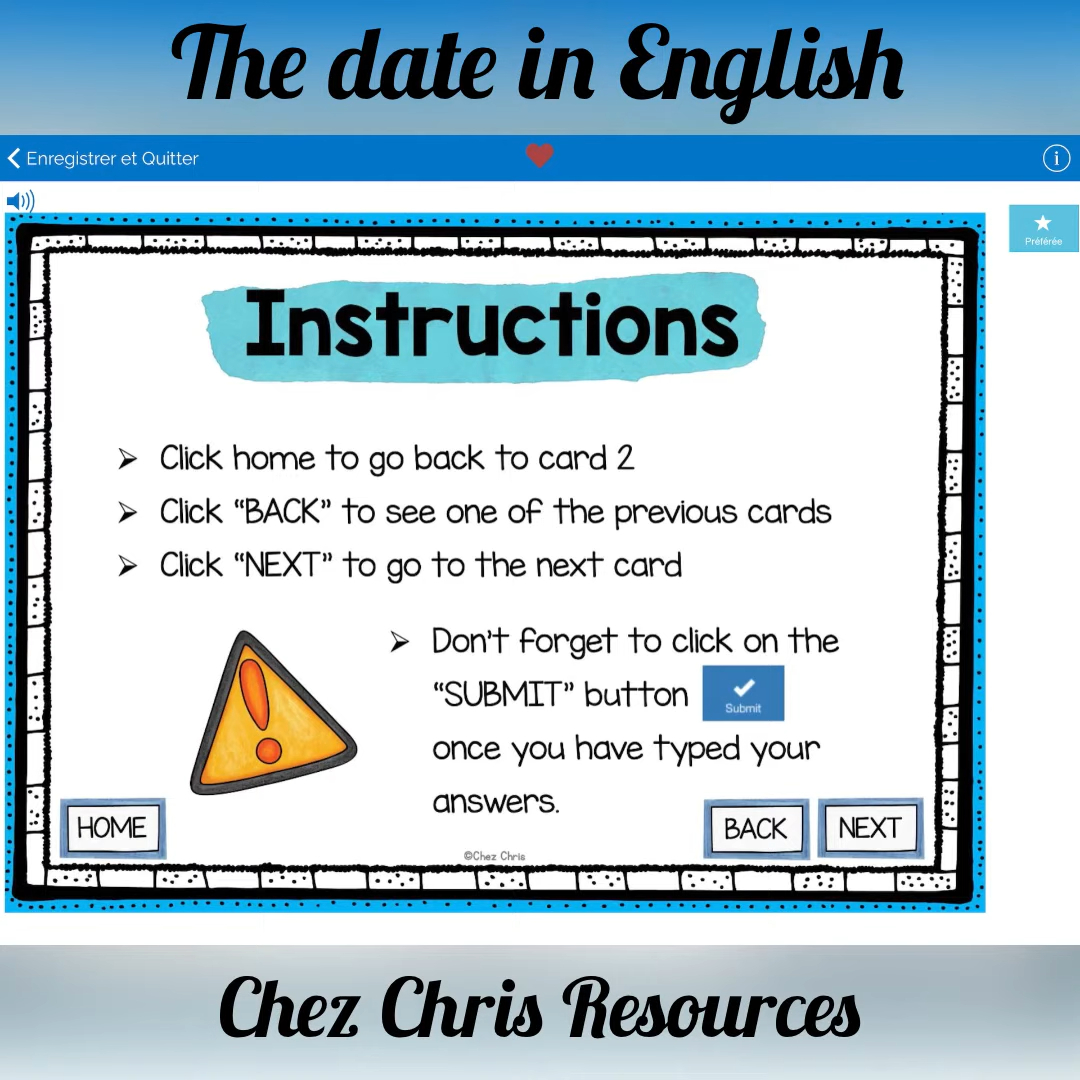 The date in English
Enregistrer et Quitter
i
Préférée
Instructions
Click home to go back to card 2
Click “BACK” to see one of the previous cards
Click “NEXT” to go to the next card
Don't forget to click on the
“SUBMIT” button
Submit
once you have typed your
answers.
HOME
BACK
NEXT
©Chez Chris
Chez Chris Resources